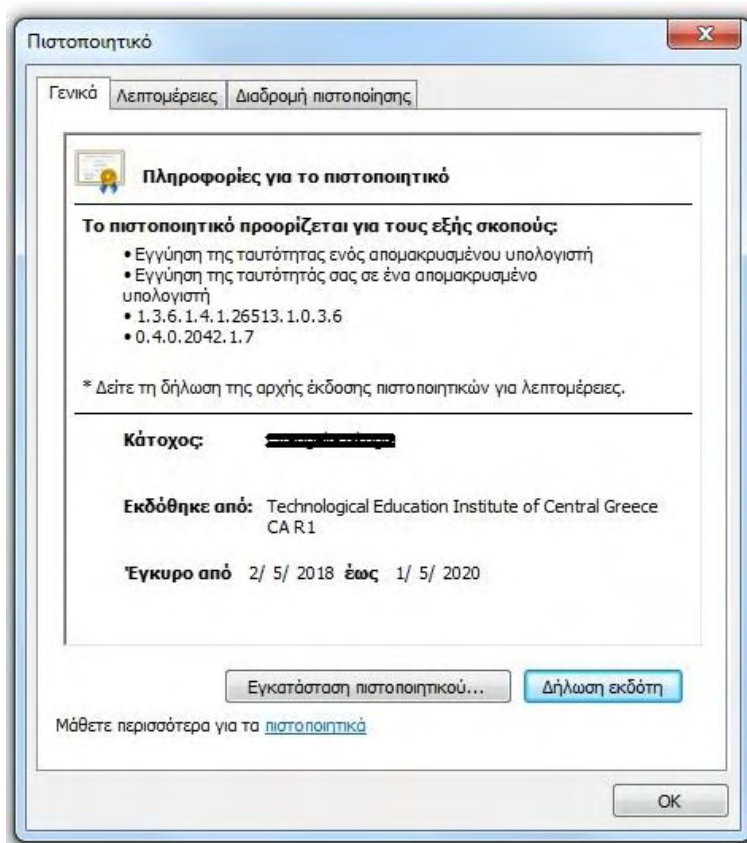 Πιστοποιητικό
Γενικά Λεπτομέρειες Διαδρομή πιστοποίησης
Πληροφορίες για το πιστοποιητικό
Το πιστοποιητικό προορίζεται για τους εξής σκοπούς:
• Εγγύηση της ταυτότητας ενός απομακρυσμένου υπολογιστή
• Εγγύηση της ταυτότητάς σας σε ένα απομακρυσμένο
υπολογιστή
• 1.3.6.1.4.1.26513.1.0.3.6
• 0.4.0.2042.1.7
* Δείτε τη δήλωση της αρχής έκδοσης πιστοποιητικών για λεπτομέρειες.
Κάτοχος:
Εκδόθηκε από: Technological Education Institute of Central Greece
CA R1
Έγκυρο από 2/ 5/ 2018 έως 1/ 5/ 2020
Εγκατάσταση πιστοποιητικού... Δήλωση εκδότη
Μάθετε περισσότερα για τα πιστοποιητικά
OK